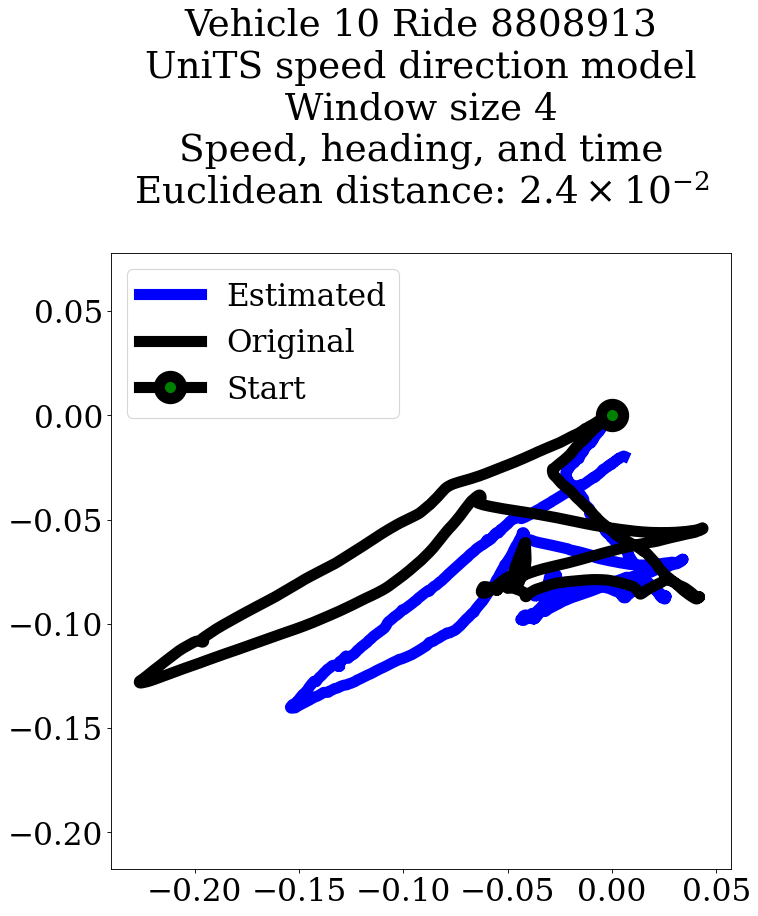 Vehicle 10 Ride 8808913
UniTS speed direction model
Window size 4
Speed, heading, and time
Euclidean distance: 2.4 × 10⁻²
Estimated
Original
Start
0.05
0.00
−0.05
−0.10
−0.15
−0.20
−0.20 −0.15 −0.10 −0.05 0.00 0.05